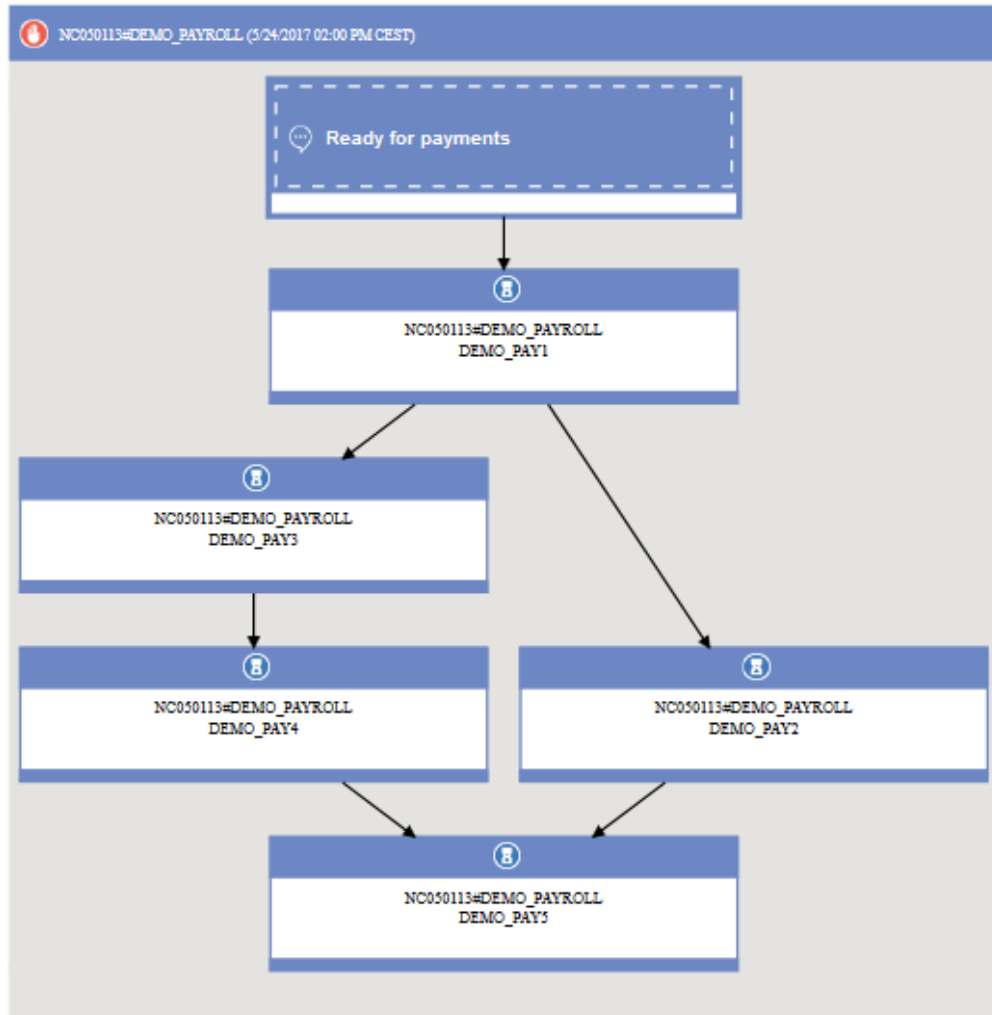 NC050113#DEMO_PAYROLL (5/24/2017 02:00 PM CEST)
Ready for payments
NC050113#DEMO_PAYROLL
DEMO_PAY1
NC050113#DEMO_PAYROLL
DEMO_PAY3
NC050113#DEMO_PAYROLL
DEMO_PAY4
NC050113#DEMO_PAYROLL
DEMO_PAY2
NC050113#DEMO_PAYROLL
DEMO_PAY5